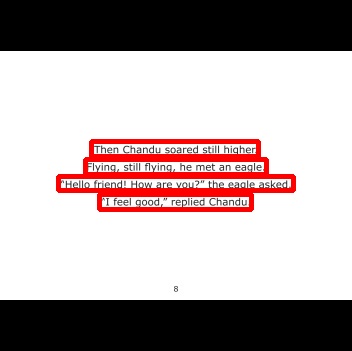 Then Chandu soared still higher.
Flying, still flying, he met an eagle.
“Hello friend! How are you?” the eagle asked.
“I feel good,” replied Chandu.
8